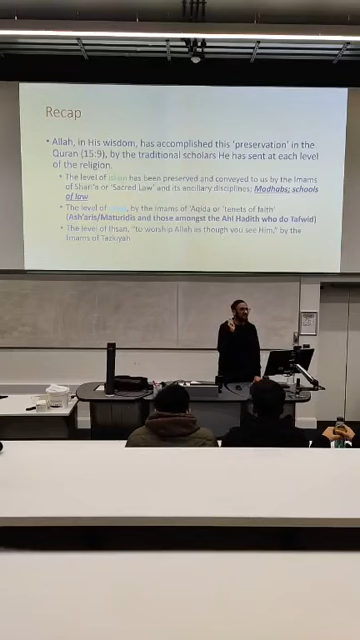 Recap
• Allah, in His wisdom, has accomplished this 'preservation' in the
Quran (15:9), by the traditional scholars He has sent at each level
of the religion.
• The level of Islam has been preserved and conveyed to us by the Imams
of Shari'a or 'Sacred Law' and its ancillary disciplines; Madhabs; schools
of law
• The level of , by the Imams of 'Aqida or 'tenets of faith'
(Ash'aris/Maturidis and those amongst the Ahl Hadith who do Tafwid)
• The level of Ihsan, "to worship Allah as though you see Him," by the
Imams of Tezkiyah